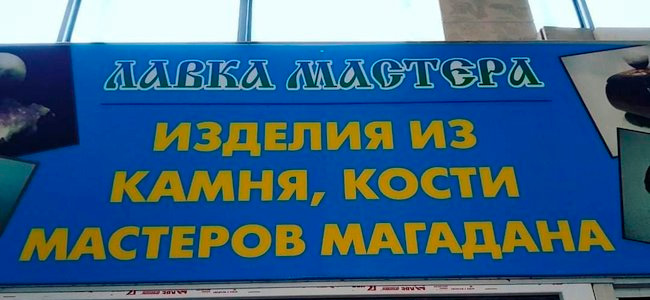 ЛАВКА МАСТЕРА
ИЗДЕЛИЯ ИЗ
КАМНЯ, КОСТИ
МАСТЕРОВ МАГАДАНА